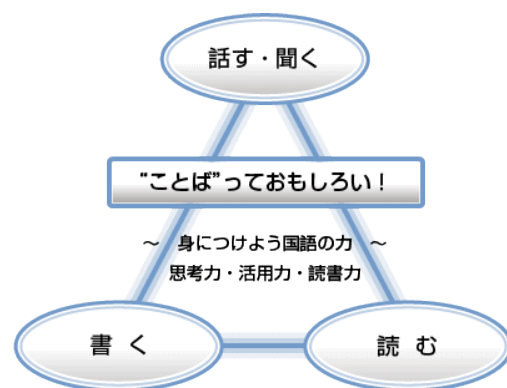 話す・聞く
“ことば”っておもしろい！
～　身につけよう国語の力　～
思考力・活用力・読書力
書　く
読　む